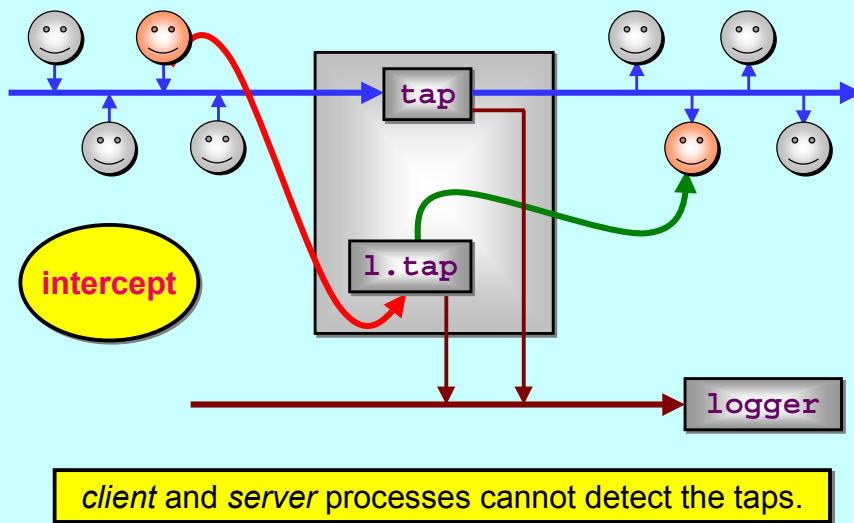 tap
intercept
l.tap
logger
client and server processes cannot detect the taps.